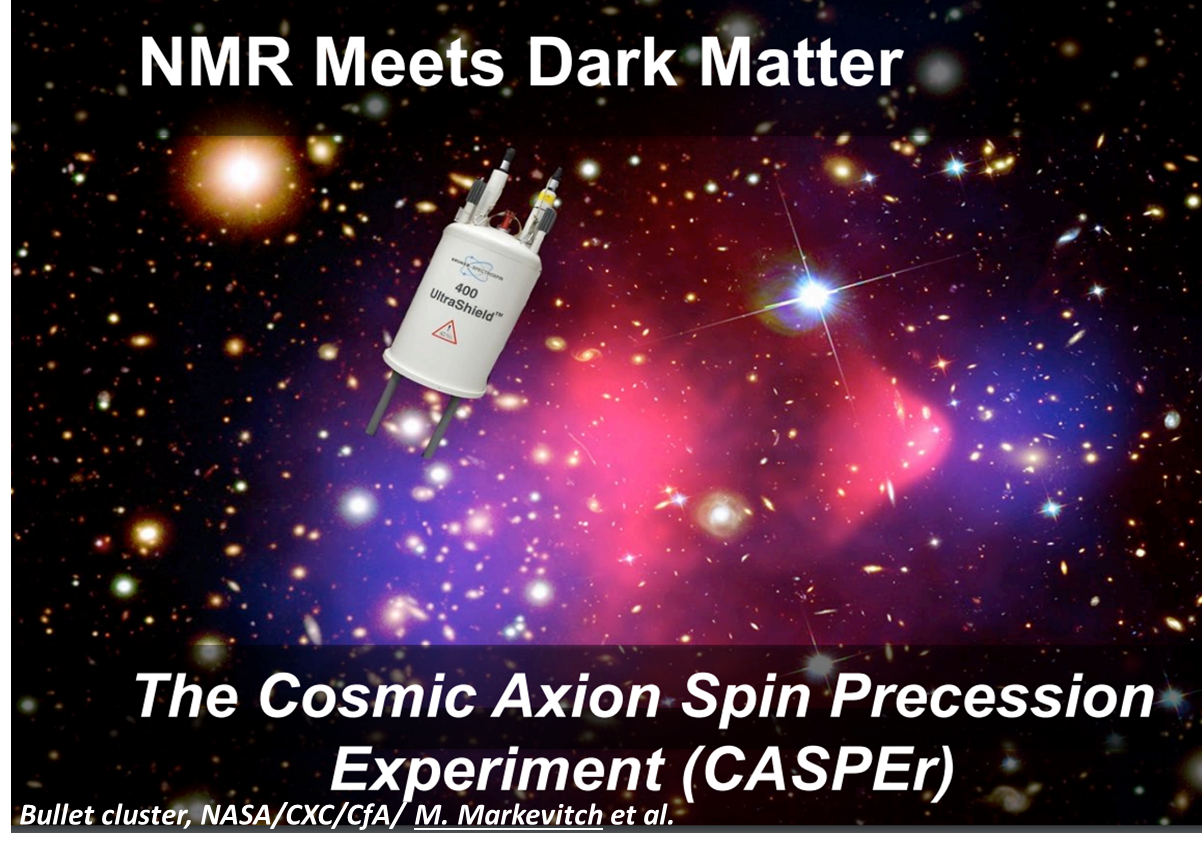 NMR Meets Dark Matter
400
UltraShield™
The Cosmic Axion Spin Precession
Experiment (CASPEr)
Bullet cluster, NASA/CXC/CfA/ M. Markevitch et al.